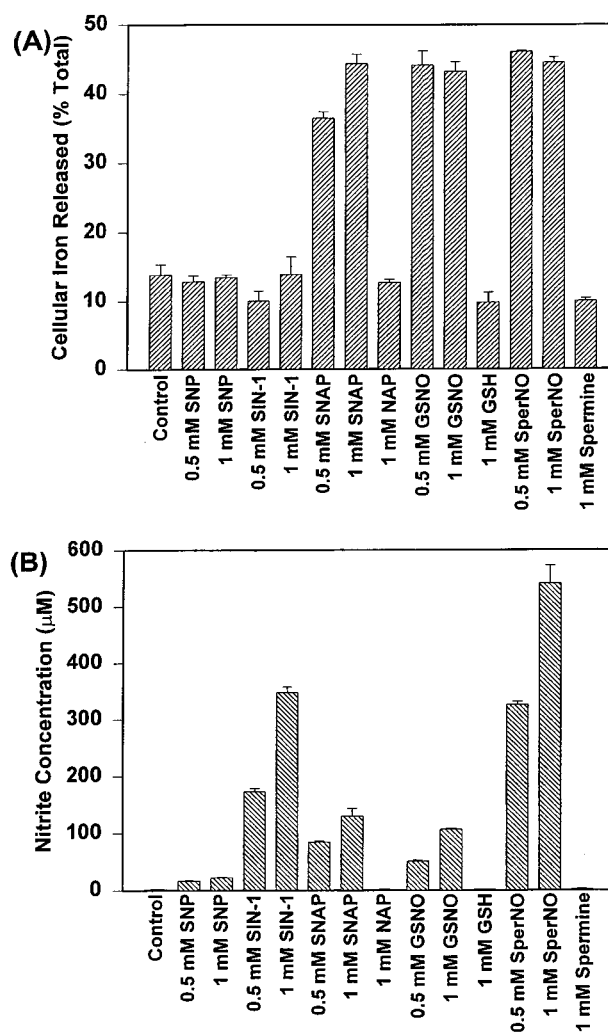 (A)
Cellular Iron Released (% Total)
50
40
30
20
10
0
Control
0.5 mM SNP
1 mM SNP
0.5 mM SIN-1
1 mM SIN-1
0.5 mM SNAP
1 mM SNAP
1 mM NAP
0.5 mM GSNO
1 mM GSNO
1 mM GSH
0.5 mM SperNO
1 mM SperNO
1 mM Spermine
(B)
Nitrite Concentration (μM)
600
500
400
300
200
100
0
Control
0.5 mM SNP
1 mM SNP
0.5 mM SIN-1
1 mM SIN-1
0.5 mM SNAP
1 mM SNAP
1 mM NAP
0.5 mM GSNO
1 mM GSNO
1 mM GSH
0.5 mM SperNO
1 mM SperNO
1 mM Spermine